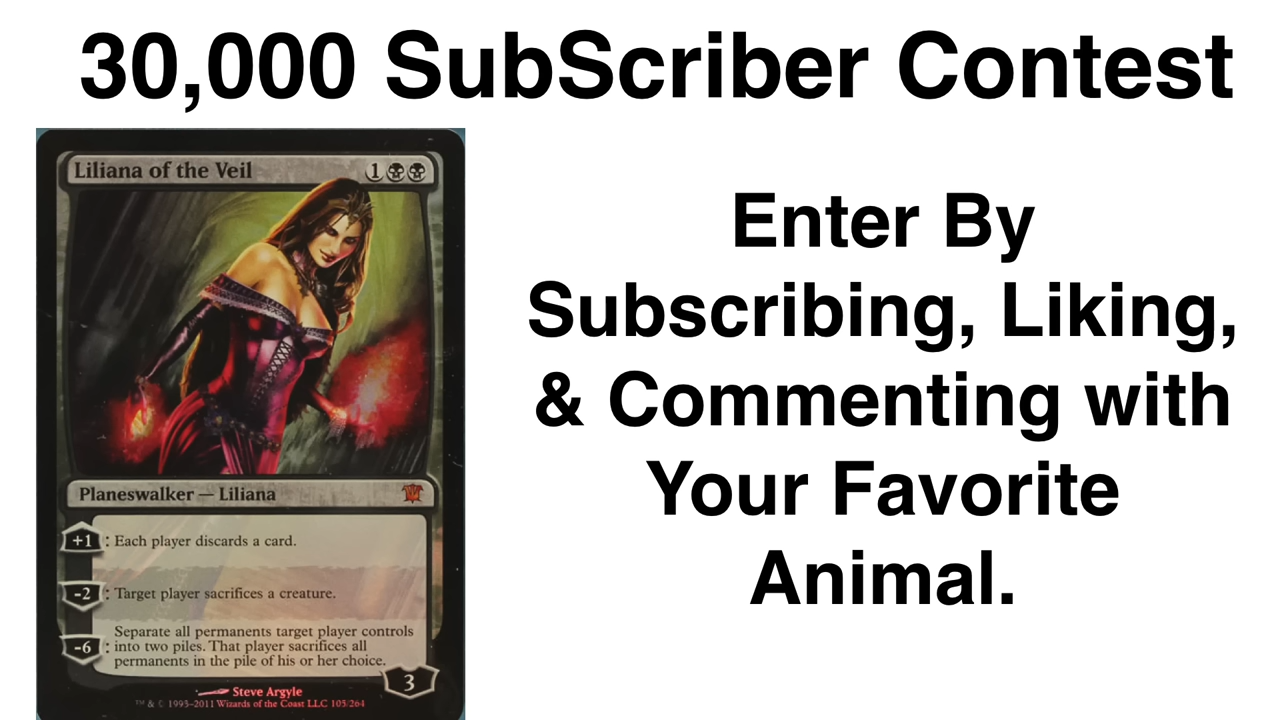 30,000 SubScriber Contest
Liliana of the Veil
1
Enter By
Subscribing, Liking,
& Commenting with
Your Favorite
Animal.
Planeswalker — Liliana
+1: Each player discards a card.
-2: Target player sacrifices a creature.
-6: Separate all permanents target player controls
into two piles. That player sacrifices all
permanents in the pile of his or her choice.
3
Steve Argyle
™ & © 1993-2011 Wizards of the Coast LLC 105/264